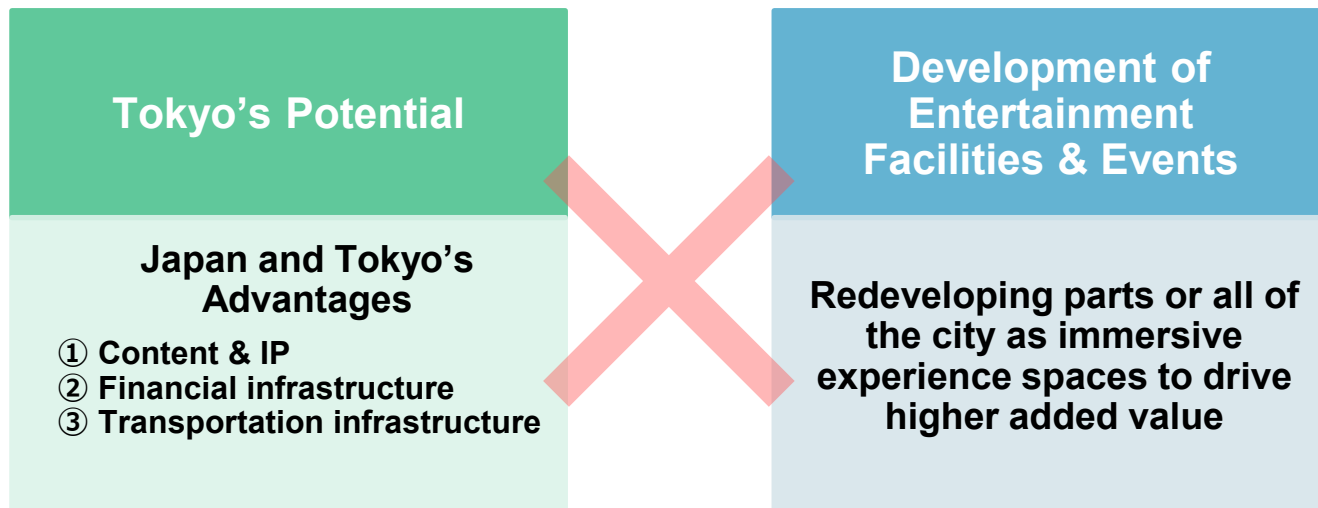 Tokyo’s Potential
Japan and Tokyo’s
Advantages
① Content & IP
② Financial infrastructure
③ Transportation infrastructure
Development of
Entertainment
Facilities & Events
Redeveloping parts or all of
the city as immersive
experience spaces to drive
higher added value